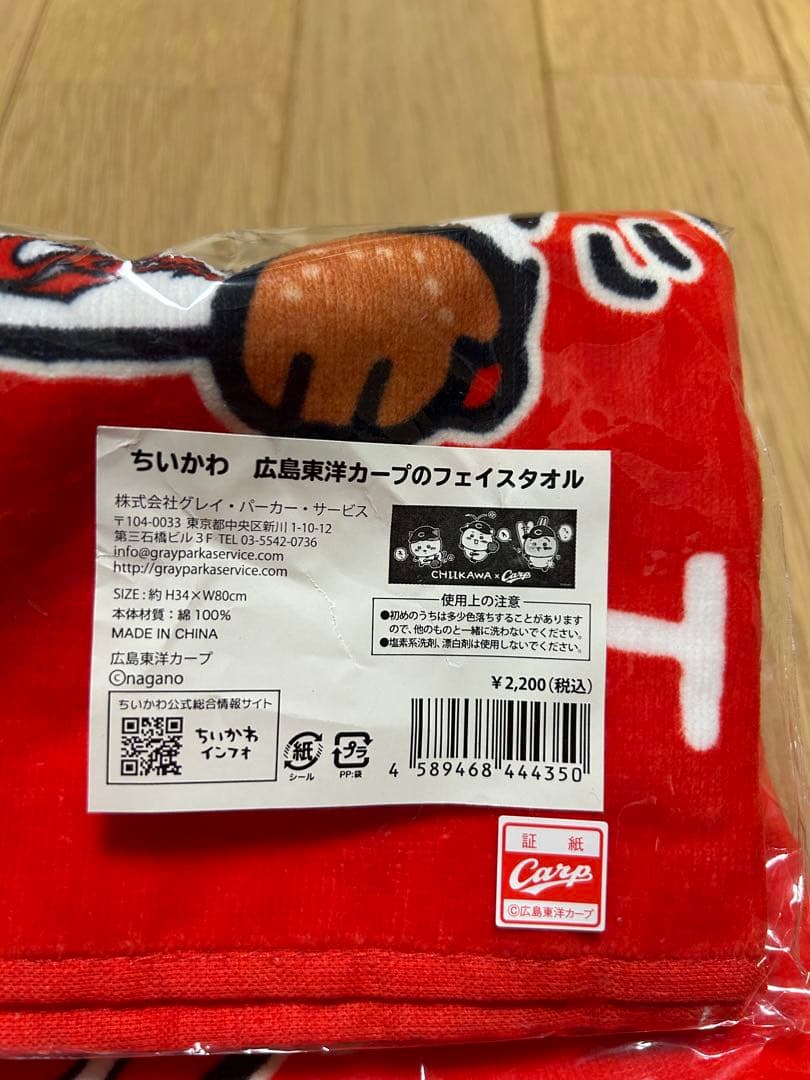 ちいかわ 広島東洋カープのフェイスタオル
株式会社グレイ・パーカー・サービス
〒104-0033 東京都中央区新川 1-10-12
第三石橋ビル3F TEL 03-5542-0736
info@grayparkaservice.com
http://grayparkaservice.com
SIZE : 約 H34×W80cm
本体材質 : 綿 100%
MADE IN CHINA
広島東洋カープ
©nagano
CHIIKAWA × Carp
使用上の注意
●初めのうちは多少色落ちすることがあります
ので、他のものと一緒に洗わないでください。
●塩素系洗剤、漂白剤は使用しないでください。
¥2,200(税込)
ちいかわ公式総合情報サイト
ちいかわ
インフォ
紙
シール
プラ
PP:袋
4 589468 444350
証 紙
Carp
©広島東洋カープ
T